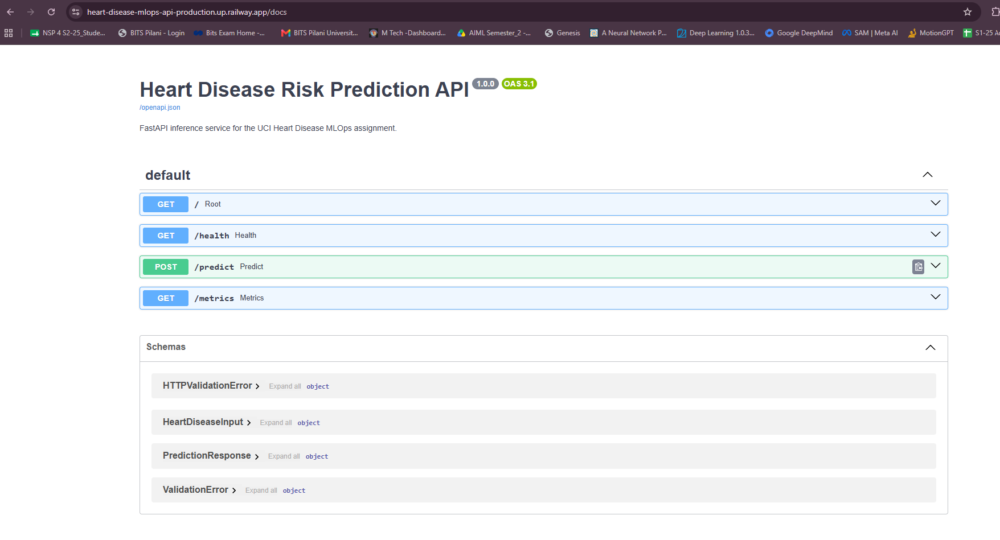 heart-disease-mlops-api-production.up.railway.app/docs
NSP 4 S2-25_Stude... BITS Pilani - Login Bits Exam Home -... BITS Pilani Universit... M Tech -Dashboard... AIML Semester_2 -... Genesis A Neural Network P... Deep Learning 1.0.3... Google DeepMind SAM | Meta AI MotionGPT S1-25 Ac
Heart Disease Risk Prediction API 1.0.0 OAS 3.1
/openapi.json
FastAPI inference service for the UCI Heart Disease MLOps assignment.
default
GET / Root
GET /health Health
POST /predict Predict
GET /metrics Metrics
Schemas
HTTPValidationError Expand all object
HeartDiseaseInput Expand all object
PredictionResponse Expand all object
ValidationError Expand all object